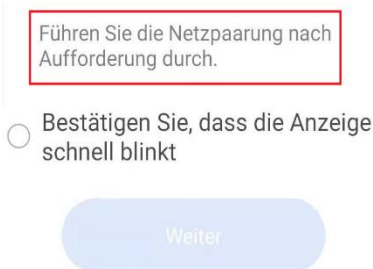 Führen Sie die Netzpaarung nach
Aufforderung durch.
Bestätigen Sie, dass die Anzeige
schnell blinkt
Weiter